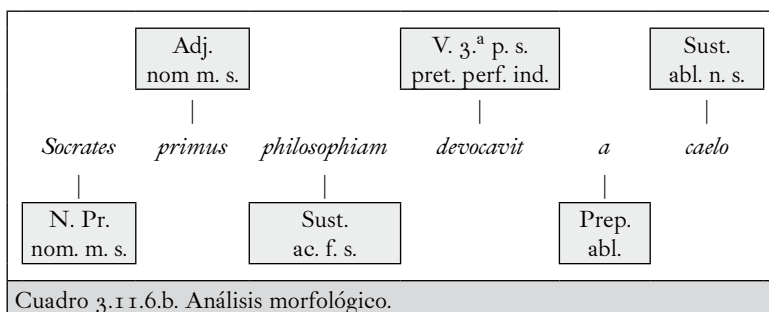 Adj.
nom m. s.
V. 3.ª p. s.
pret. perf. ind.
Sust.
abl. n. s.
Socrates primus philosophiam devocavit a caelo
N. Pr.
nom. m. s.
Sust.
ac. f. s.
Prep.
abl.
Cuadro 3.11.6.b. Análisis morfológico.